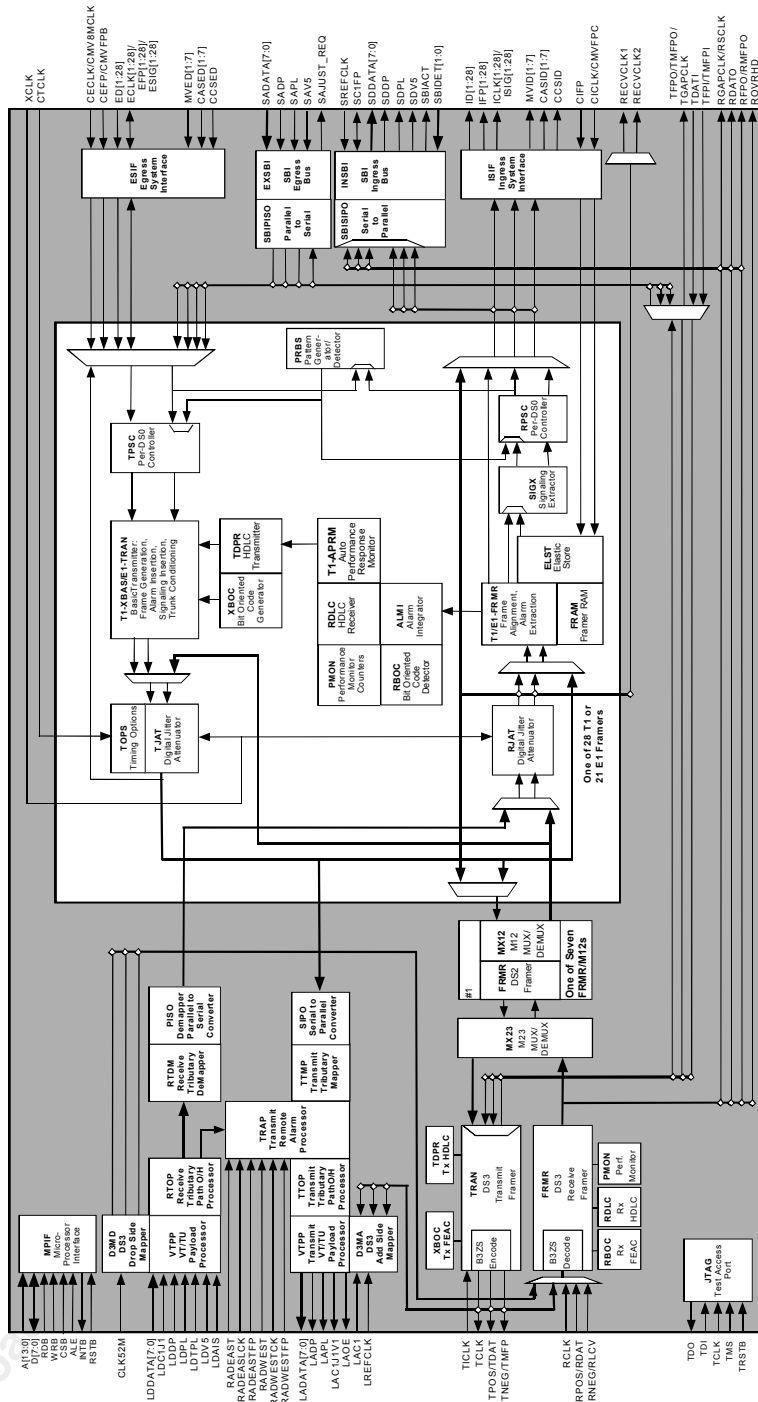 XCLK
CTCLK
CECLK/CMV8MCLK
CEFP/CMVFPB
ED[1:28]
ECLK[1:28]/
EFP[1:28]/
ESIG[1:28]
MVED[1:7]
CASED[1:7]
CCSED
SADATA[7:0]
SADP
SAPL
SAV5
SAJUST_REQ
SREFCLK
SC1FP
SDDATA[7:0]
SDDP
SDPL
SDV5
SBIACT
SBIDET[1:0]
ID[1:28]
IFP[1:28]
ICLK[1:28]/
ISIG[1:28]
MVID[1:7]
CASID[1:7]
CCSID
CIFP
CICLK/CMVFPC
RECVCLK1
RECVCLK2
TFPO/TMFPO/
TGAPCLK
TDATI
TFPI/TMFPI
RGAPCLK/RSCLK
RDATO
RFPO/RMFPO
ROVRHD
ESIF
Egress
System
Interface
SBIPISO
Parallel
to
Serial
EXSBI
SBI
Egress
Bus
SBISIPO
Serial
to
Parallel
INSBI
SBI
Ingress
Bus
ISIF
Ingress
System
Interface
PRBS
Pattern
Gener-
ator/
Detector
TPSC
Per-DS0
Controller
RPSC
Per-DS0
Controller
SIGX
Signaling
Extractor
T1-XBAS/E1-TRAN
BasicTransmitter:
Frame Generation,
Alarm Insertion,
Signaling Insertion,
Trunk Conditioning
XBOC
Bit Oriented
Code
Generator
TDPR
HDLC
Transmitter
T1-APRM
Auto
Performance
Response
Monitor
RDLC
HDLC
Receiver
PMON
Performance
Monitor
Counters
ALMI
Alarm
Integrator
RBOC
Bit Oriented
Code
Detector
T1/E1-FRMR
Frame
Alignment,
Alarm
Extraction
ELST
Elastic
Store
FRAM
Framer RAM
TOPS
Timing Options
TJAT
Digital Jitter
Attenuator
RJAT
Digital Jitter
Attenuator
One of 28 T1 or
21 E1 Framers
PISO
Demapper
Parallel to
Serial
Converter
RTDM
Receive
Tributary
DeMapper
SIPO
Serial to
Parallel
Converter
TTMP
Transmit
Tributary
Mapper
#1
FRMR
DS2
Framer
MX12
M12
MUX/
DEMUX
One of Seven
FRMR/M12s
MX23
M23
MUX/
DEMUX
TRAP
Transmit
Remote
Alarm
Processor
MPIF
Micro-
Processor
Interface
D3MD
DS3
Drop Side
Mapper
VTPP
VT/TU
Payload
Processor
RTOP
Receive
Tributary
Path O/H
Processor
VTPP
Transmit
VT/TU
Payload
Processor
TTOP
Transmit
Tributary
PathO/H
Processor
D3MA
DS3
Add Side
Mapper
XBOC
Tx FEAC
TDPR
Tx HDLC
TRAN
DS3
Transmit
Framer
B3ZS
Encode
FRMR
DS3
Receive
Framer
B3ZS
Decode
RBOC
Rx
FEAC
RDLC
Rx
HDLC
PMON
Perf.
Monitor
JTAG
Test Access
Port
A[13:0]
D[7:0]
RDB
WRB
CSB
ALE
INTB
RSTB
CLK52M
LDDATA[7:0]
LDC1J1
LDDP
LDPL
LDTPL
LDV5
LDAIS
RADEAST
RADEASLCK
RADEASTFP
RADWEST
RADWESTCK
RADWESTFP
LADATA[7:0]
LADP
LAPL
LAC1J1V1
LAOE
LAC1
LREFCLK
TICLK
TCLK
TPOS/TDAT
TNEG/TMFP
RCLK
RPOS/RDAT
RNEG/RLCV
TDO
TDI
TCLK
TMS
TRSTB